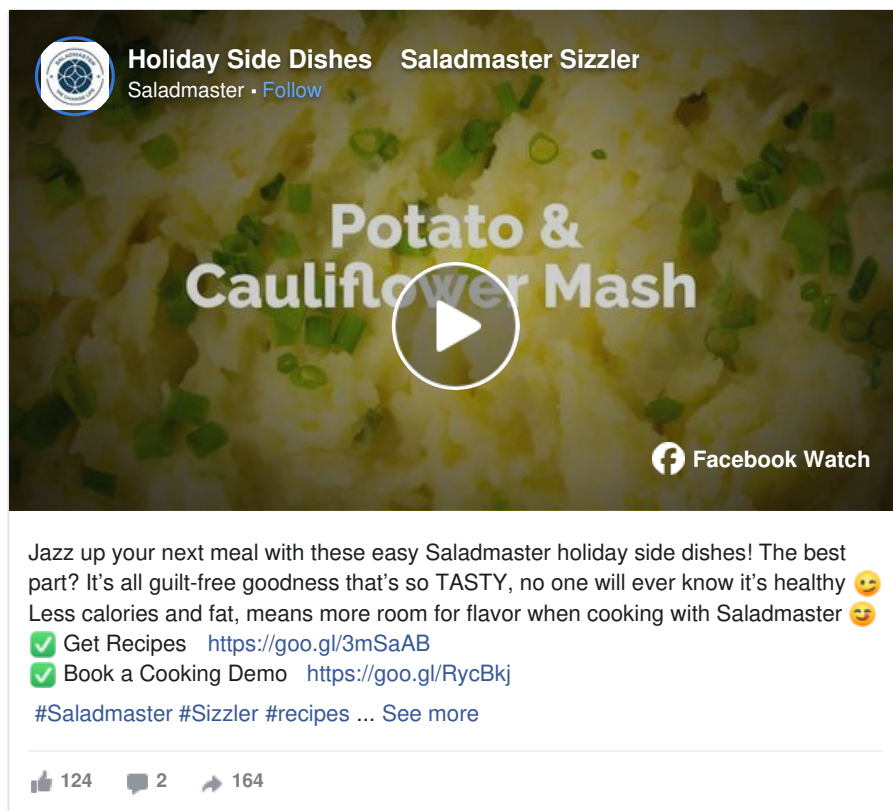 Holiday Side Dishes Saladmaster Sizzler
Saladmaster · Follow
Potato &
Cauliflower Mash
Facebook Watch
Jazz up your next meal with these easy Saladmaster holiday side dishes! The best
part? It’s all guilt-free goodness that’s so TASTY, no one will ever know it’s healthy 😉
Less calories and fat, means more room for flavor when cooking with Saladmaster 😋
✅ Get Recipes https://goo.gl/3mSaAB
✅ Book a Cooking Demo https://goo.gl/RycBkj
#Saladmaster #Sizzler #recipes ... See more
124 2 164